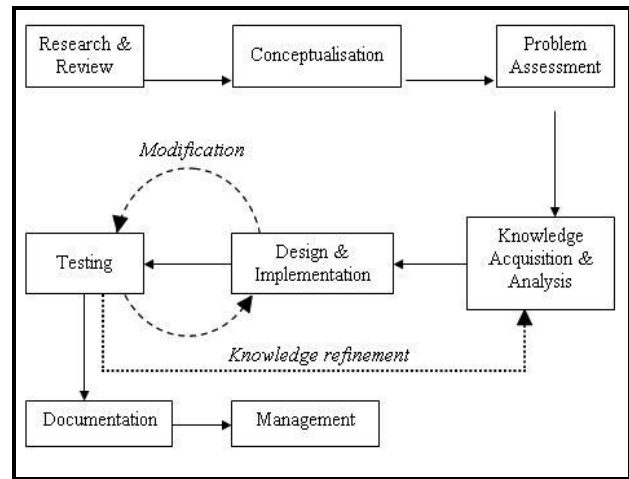 Research &
Review
Conceptualisation
Problem
Assessment
Modification
Testing
Design &
Implementation
Knowledge
Acquisition &
Analysis
Knowledge refinement
Documentation
Management